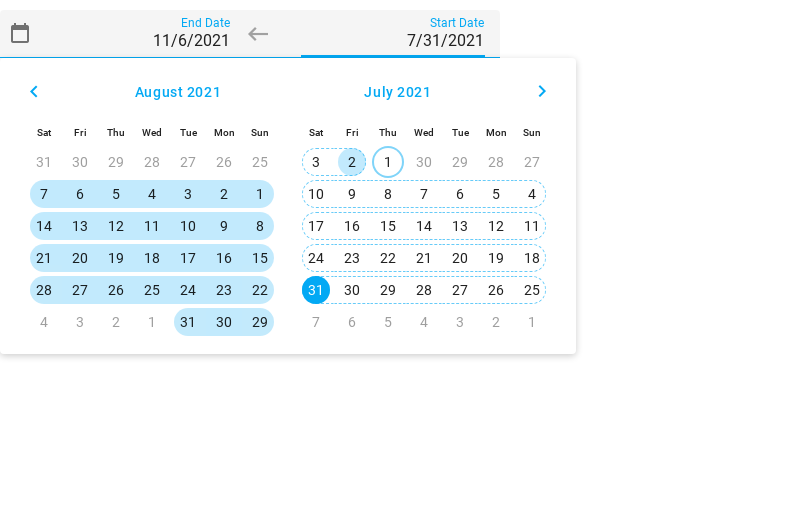 End Date Start Date
11/6/2021 7/31/2021
August 2021 July 2021
Sat Fri Thu Wed Tue Mon Sun Sat Fri Thu Wed Tue Mon Sun
31 30 29 28 27 26 25 3 2 1 30 29 28 27
7 6 5 4 3 2 1 10 9 8 7 6 5 4
14 13 12 11 10 9 8 17 16 15 14 13 12 11
21 20 19 18 17 16 15 24 23 22 21 20 19 18
28 27 26 25 24 23 22 31 30 29 28 27 26 25
4 3 2 1 31 30 29 7 6 5 4 3 2 1